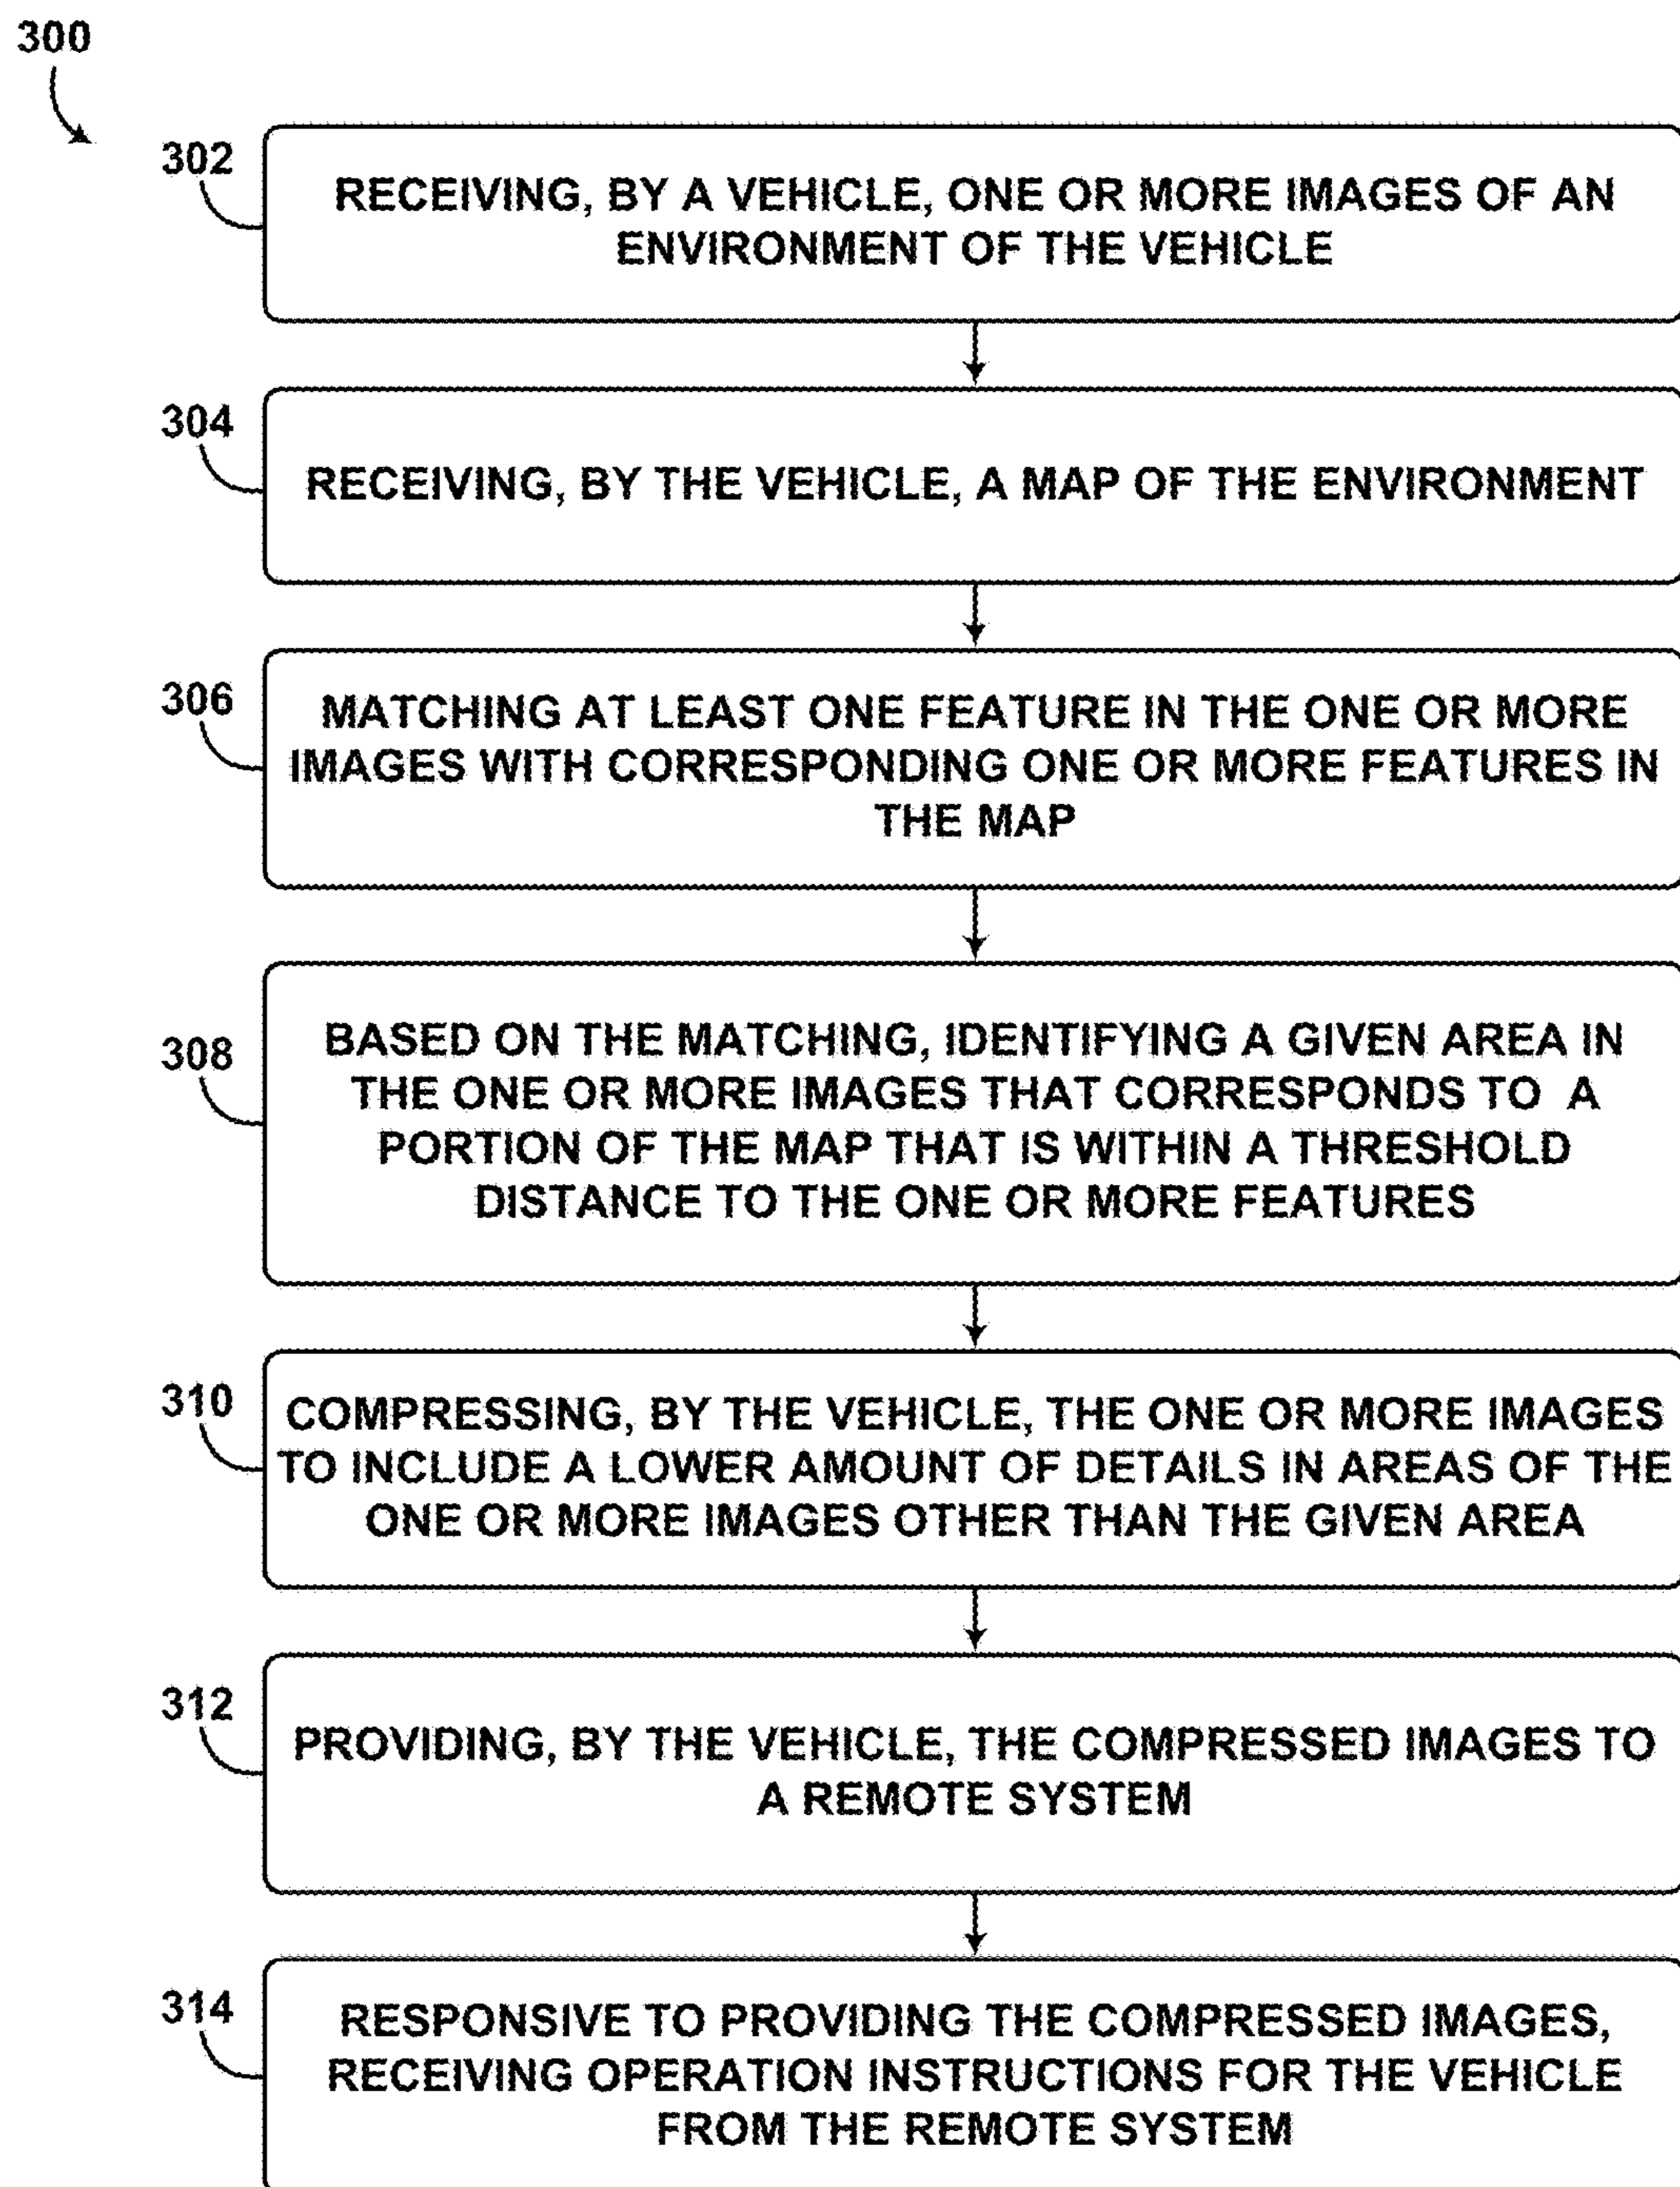 300
302
RECEIVING, BY A VEHICLE, ONE OR MORE IMAGES OF AN
ENVIRONMENT OF THE VEHICLE
304
RECEIVING, BY THE VEHICLE, A MAP OF THE ENVIRONMENT
306
MATCHING AT LEAST ONE FEATURE IN THE ONE OR MORE
IMAGES WITH CORRESPONDING ONE OR MORE FEATURES IN
THE MAP
308
BASED ON THE MATCHING, IDENTIFYING A GIVEN AREA IN
THE ONE OR MORE IMAGES THAT CORRESPONDS TO A
PORTION OF THE MAP THAT IS WITHIN A THRESHOLD
DISTANCE TO THE ONE OR MORE FEATURES
310
COMPRESSING, BY THE VEHICLE, THE ONE OR MORE IMAGES
TO INCLUDE A LOWER AMOUNT OF DETAILS IN AREAS OF THE
ONE OR MORE IMAGES OTHER THAN THE GIVEN AREA
312
PROVIDING, BY THE VEHICLE, THE COMPRESSED IMAGES TO
A REMOTE SYSTEM
314
RESPONSIVE TO PROVIDING THE COMPRESSED IMAGES,
RECEIVING OPERATION INSTRUCTIONS FOR THE VEHICLE
FROM THE REMOTE SYSTEM